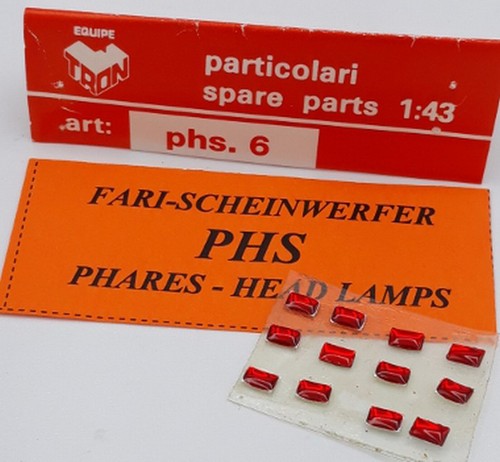 EQUIPE
TRON
particolari
spare parts 1:43
art:
phs. 6
FARI-SCHEINWERFER
PHS
PHARES - HEAD LAMPS